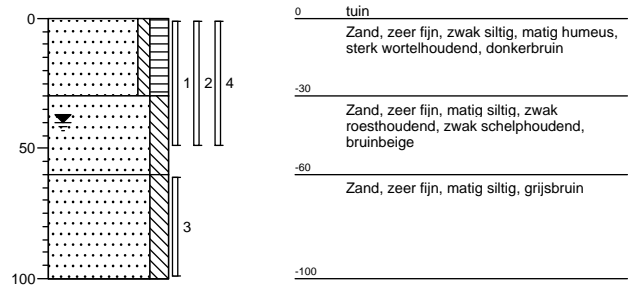 0
50
100
1 2 4
3
0 tuin
Zand, zeer fijn, zwak siltig, matig humeus,
sterk wortelhoudend, donkerbruin
-30
Zand, zeer fijn, matig siltig, zwak
roesthoudend, zwak schelphoudend,
bruinbeige
-60
Zand, zeer fijn, matig siltig, grijsbruin
-100